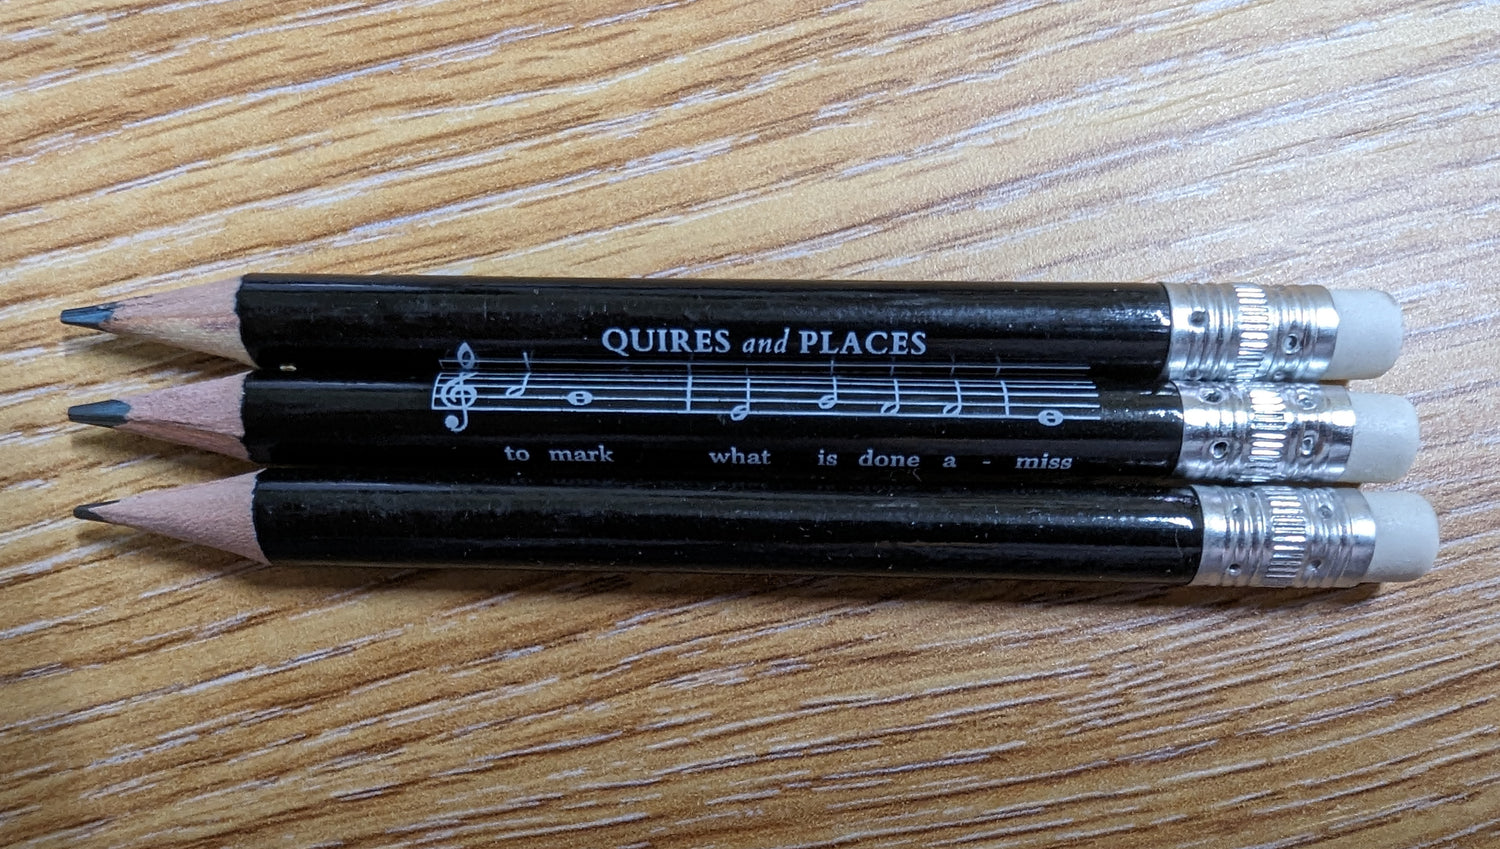 QUIRES and PLACES
to mark what is done a - miss